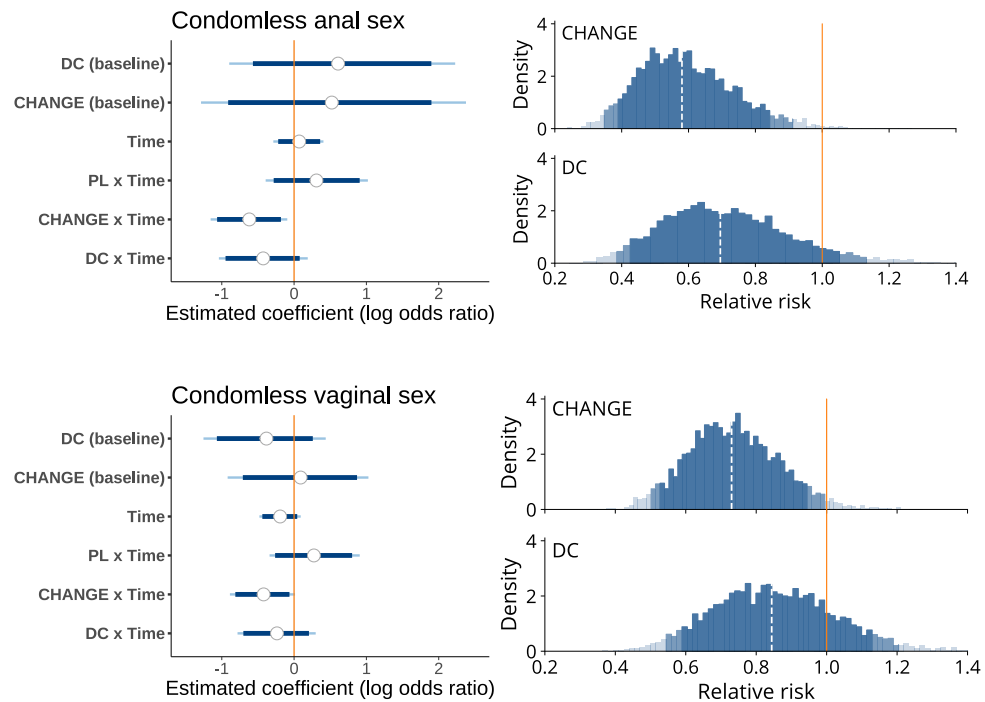 Condomless anal sex
DC (baseline)
CHANGE (baseline)
Time
PL x Time
CHANGE x Time
DC x Time
-1 0 1 2
Estimated coefficient (log odds ratio)
CHANGE
Density
4
2
0
DC
Density
4
2
0
0.2 0.4 0.6 0.8 1.0 1.2 1.4
Relative risk
Condomless vaginal sex
DC (baseline)
CHANGE (baseline)
Time
PL x Time
CHANGE x Time
DC x Time
-1 0 1 2
Estimated coefficient (log odds ratio)
CHANGE
Density
4
2
0
DC
Density
4
2
0
0.2 0.4 0.6 0.8 1.0 1.2 1.4
Relative risk